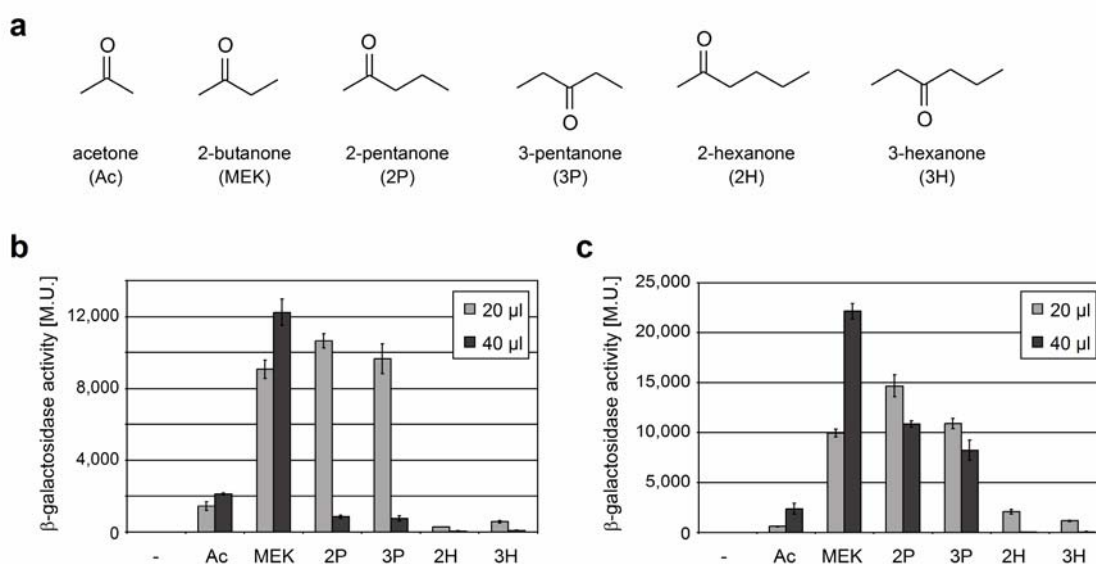 a
O O O O O O
acetone 2-butanone 2-pentanone 3-pentanone 2-hexanone 3-hexanone
(Ac) (MEK) (2P) (3P) (2H) (3H)
b
β-galactosidase activity [M.U.]
12,000
8,000
4,000
0
20 µl
40 µl
- Ac MEK 2P 3P 2H 3H
c
β-galactosidase activity [M.U.]
25,000
20,000
15,000
10,000
5,000
0
20 µl
40 µl
- Ac MEK 2P 3P 2H 3H